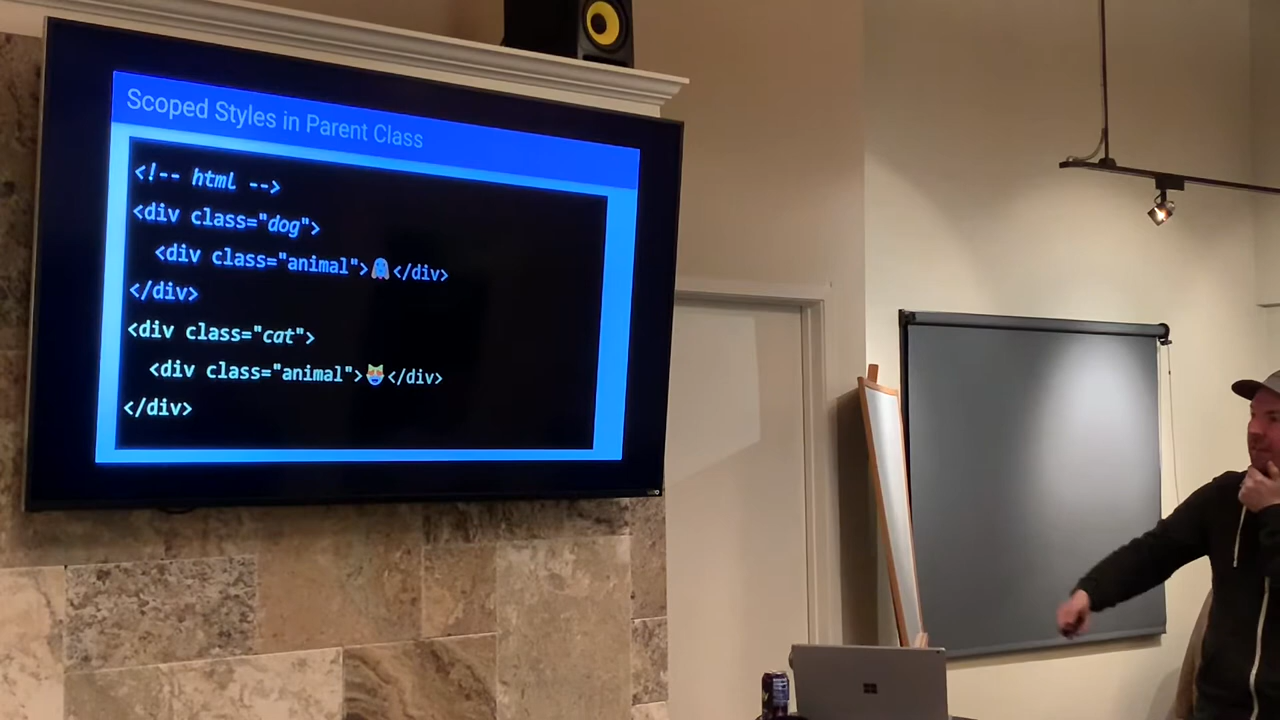 Scoped Styles in Parent Class
<!-- html -->
<div class="dog">
<div class="animal">🐶</div>
</div>
<div class="cat">
<div class="animal">😻</div>
</div>